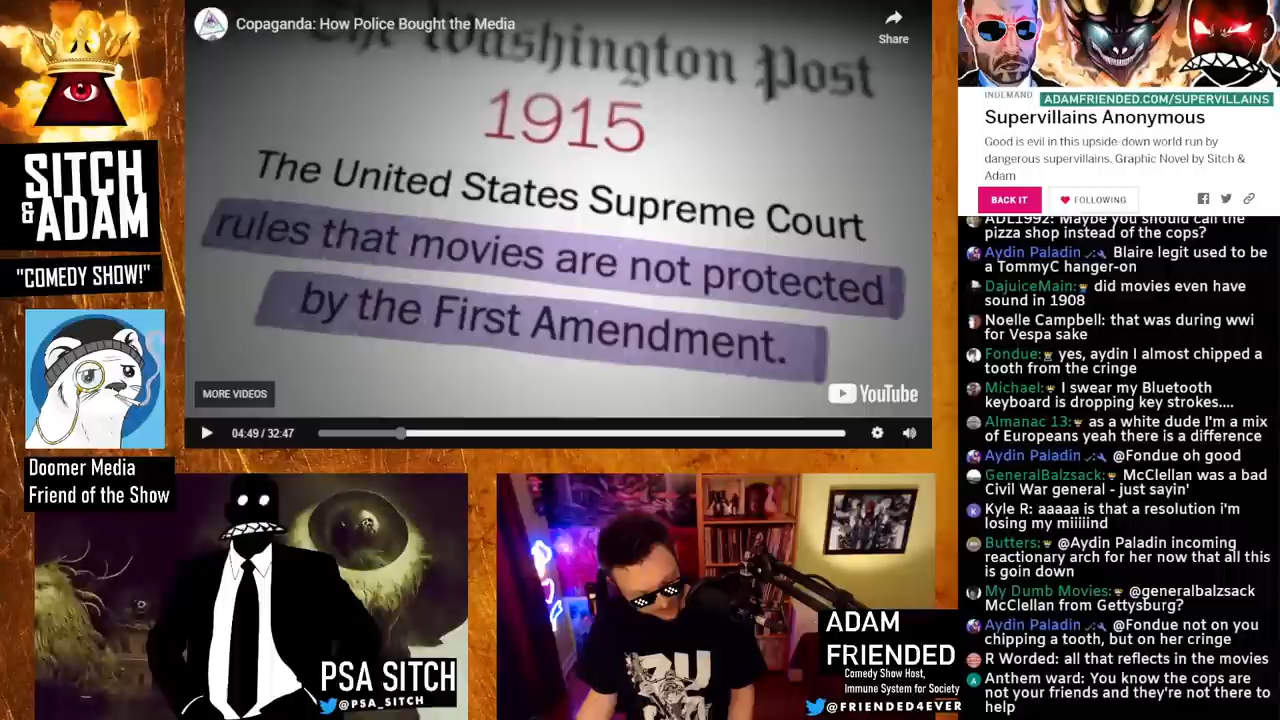 Copaganda: How Police Bought the Media
Share
The Washington Post
1915
The United States Supreme Court
rules that movies are not protected
by the First Amendment.
MORE VIDEOS
YouTube
04:49 / 32:47
SITCH
& ADAM
"COMEDY SHOW!"
Doomer Media
Friend of the Show
PSA SITCH
@PSA_SITCH
ADAM
FRIENDED
Comedy Show Host,
Immune System for Society
@FRIENDED4EVER
INDEMAND
ADAMFRIENDED.COM/SUPERVILLAINS
Supervillains Anonymous
Good is evil in this upside-down world run by
dangerous supervillains. Graphic Novel by Sitch &
Adam
BACK IT
FOLLOWING
ADL1992: Maybe you should call the
pizza shop instead of the cops?
Aydin Paladin Blaire legit used to be
a TommyC hanger-on
DajuiceMain: did movies even have
sound in 1908
Noelle Campbell: that was during wwi
for Vespa sake
Fondue: yes, aydin I almost chipped a
tooth from the cringe
Michael: I swear my Bluetooth
keyboard is dropping key strokes....
Almanac 13: as a white dude I'm a mix
of Europeans yeah there is a difference
Aydin Paladin @Fondue oh good
GeneralBalzsack: McClellan was a bad
Civil War general - just sayin'
Kyle R: aaaaa is that a resolution i'm
losing my miiiiind
Butters: @Aydin Paladin incoming
reactionary arch for her now that all this
is goin down
My Dumb Movies: @generalbalzsack
McClellan from Gettysburg?
Aydin Paladin @Fondue not on you
chipping a tooth, but on her cringe
R Worded: all that reflects in the movies
Anthem ward: You know the cops are
not your friends and they're not there to
help